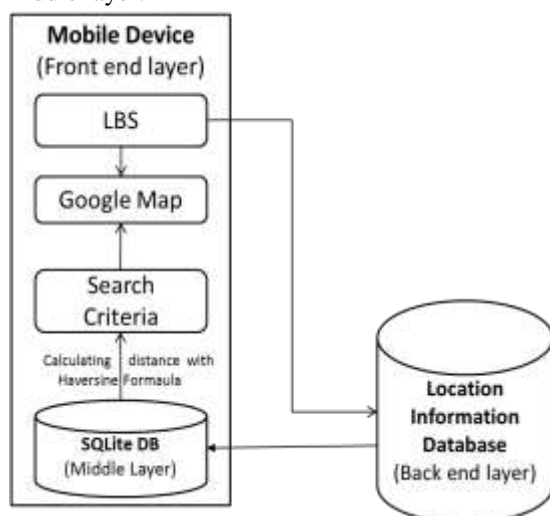 Mobile Device
(Front end layer)
LBS
Google Map
Search
Criteria
Calculating distance with
Haversine Formaula
SQLite DB
(Middle Layer)
Location
Information
Database
(Back end layer)